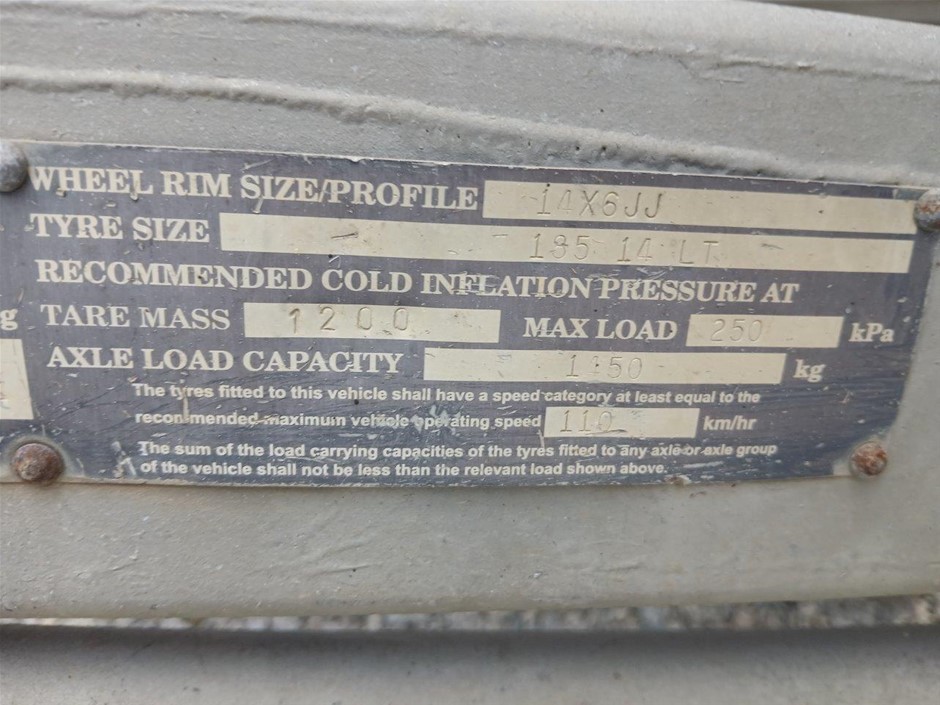 WHEEL RIM SIZE/PROFILE 14X6JJ
TYRE SIZE 14 LT
RECOMMENDED COLD INFLATION PRESSURE AT
g TARE MASS 1200 MAX LOAD 250 kPa
AXLE LOAD CAPACITY kg
The tyres fitted to this vehicle shall have a speed category at least equal to the
recommended maximum vehicle operating speed 110 km/hr
The sum of the load carrying capacities of the tyres fitted to any axle or axle group
of the vehicle shall not be less than the relevant load shown above.